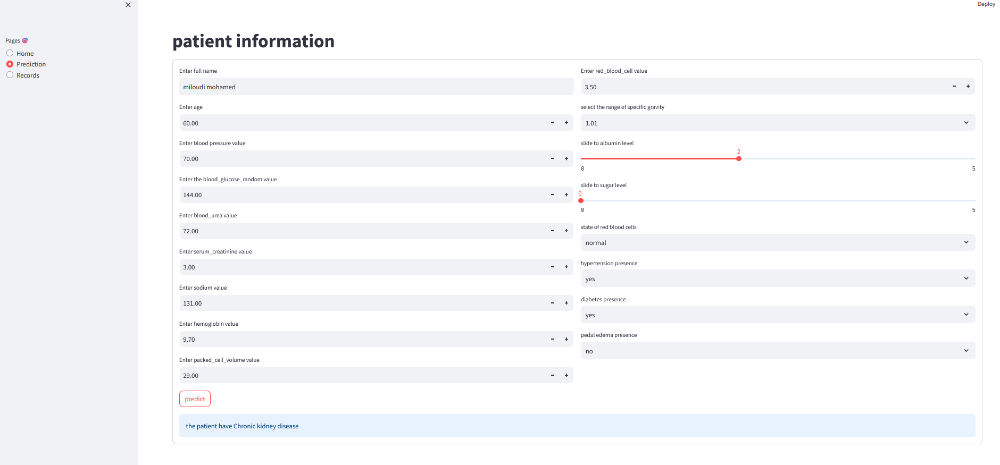 Deploy
Pages
Home
Prediction
Records
patient information
Enter full name
miloudi mohamed
Enter age
60.00
Enter blood pressure value
70.00
Enter the blood_glucose_random value
144.00
Enter blood_urea value
72.00
Enter serum_creatinine value
3.00
Enter sodium value
131.00
Enter hemoglobin value
9.70
Enter packed_cell_volume value
29.00
Enter red_blood_cell value
3.50
select the range of specific gravity
1.01
slide to albumin level
2
0 5
slide to sugar level
0
0 5
state of red blood cells
normal
hypertension presence
yes
diabetes presence
yes
pedal edema presence
no
predict
the patient have Chronic kidney disease